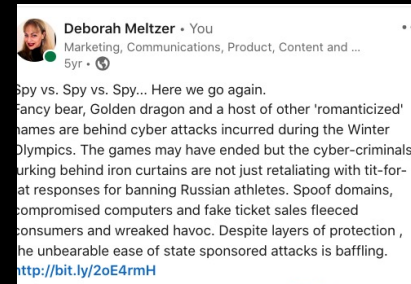 Deborah Meltzer • You
Marketing, Communications, Product, Content and ...
5yr •
Spy vs. Spy vs. Spy... Here we go again.
Fancy bear, Golden dragon and a host of other 'romanticized'
names are behind cyber attacks incurred during the Winter
Olympics. The games may have ended but the cyber-criminals
urking behind iron curtains are not just retaliating with tit-for-
at responses for banning Russian athletes. Spoof domains,
compromised computers and fake ticket sales fleeced
consumers and wreaked havoc. Despite layers of protection ,
he unbearable ease of state sponsored attacks is baffling.
http://bit.ly/2oE4rmH